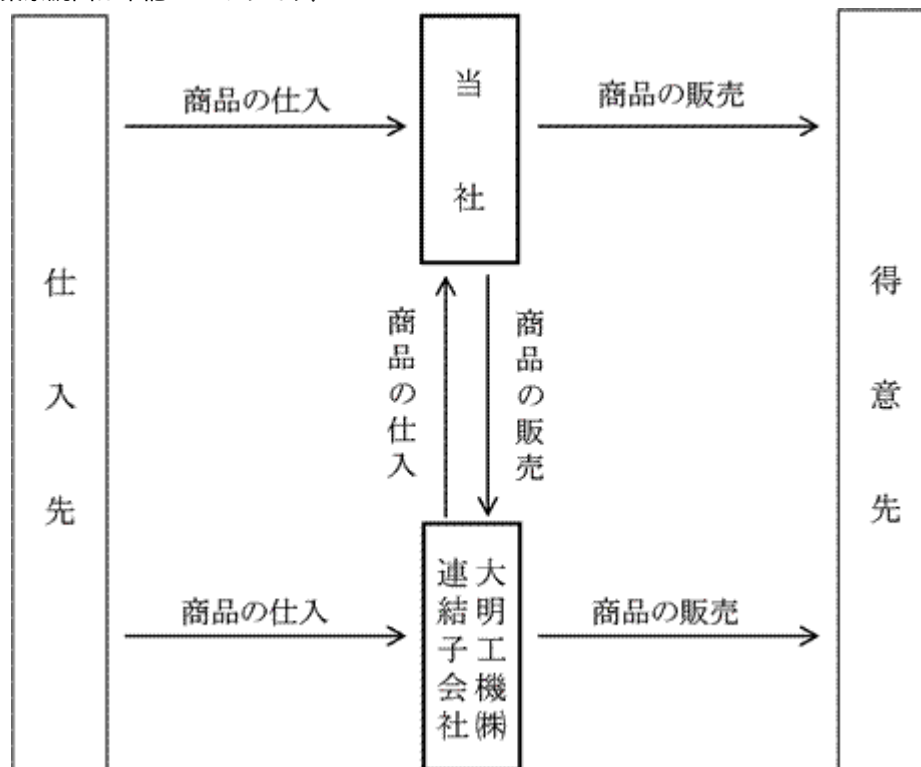 当社
商品の仕入
商品の販売
仕入先
得意先
商品の仕入
商品の販売
商品の仕入
商品の販売
大明工機㈱
連結子会社